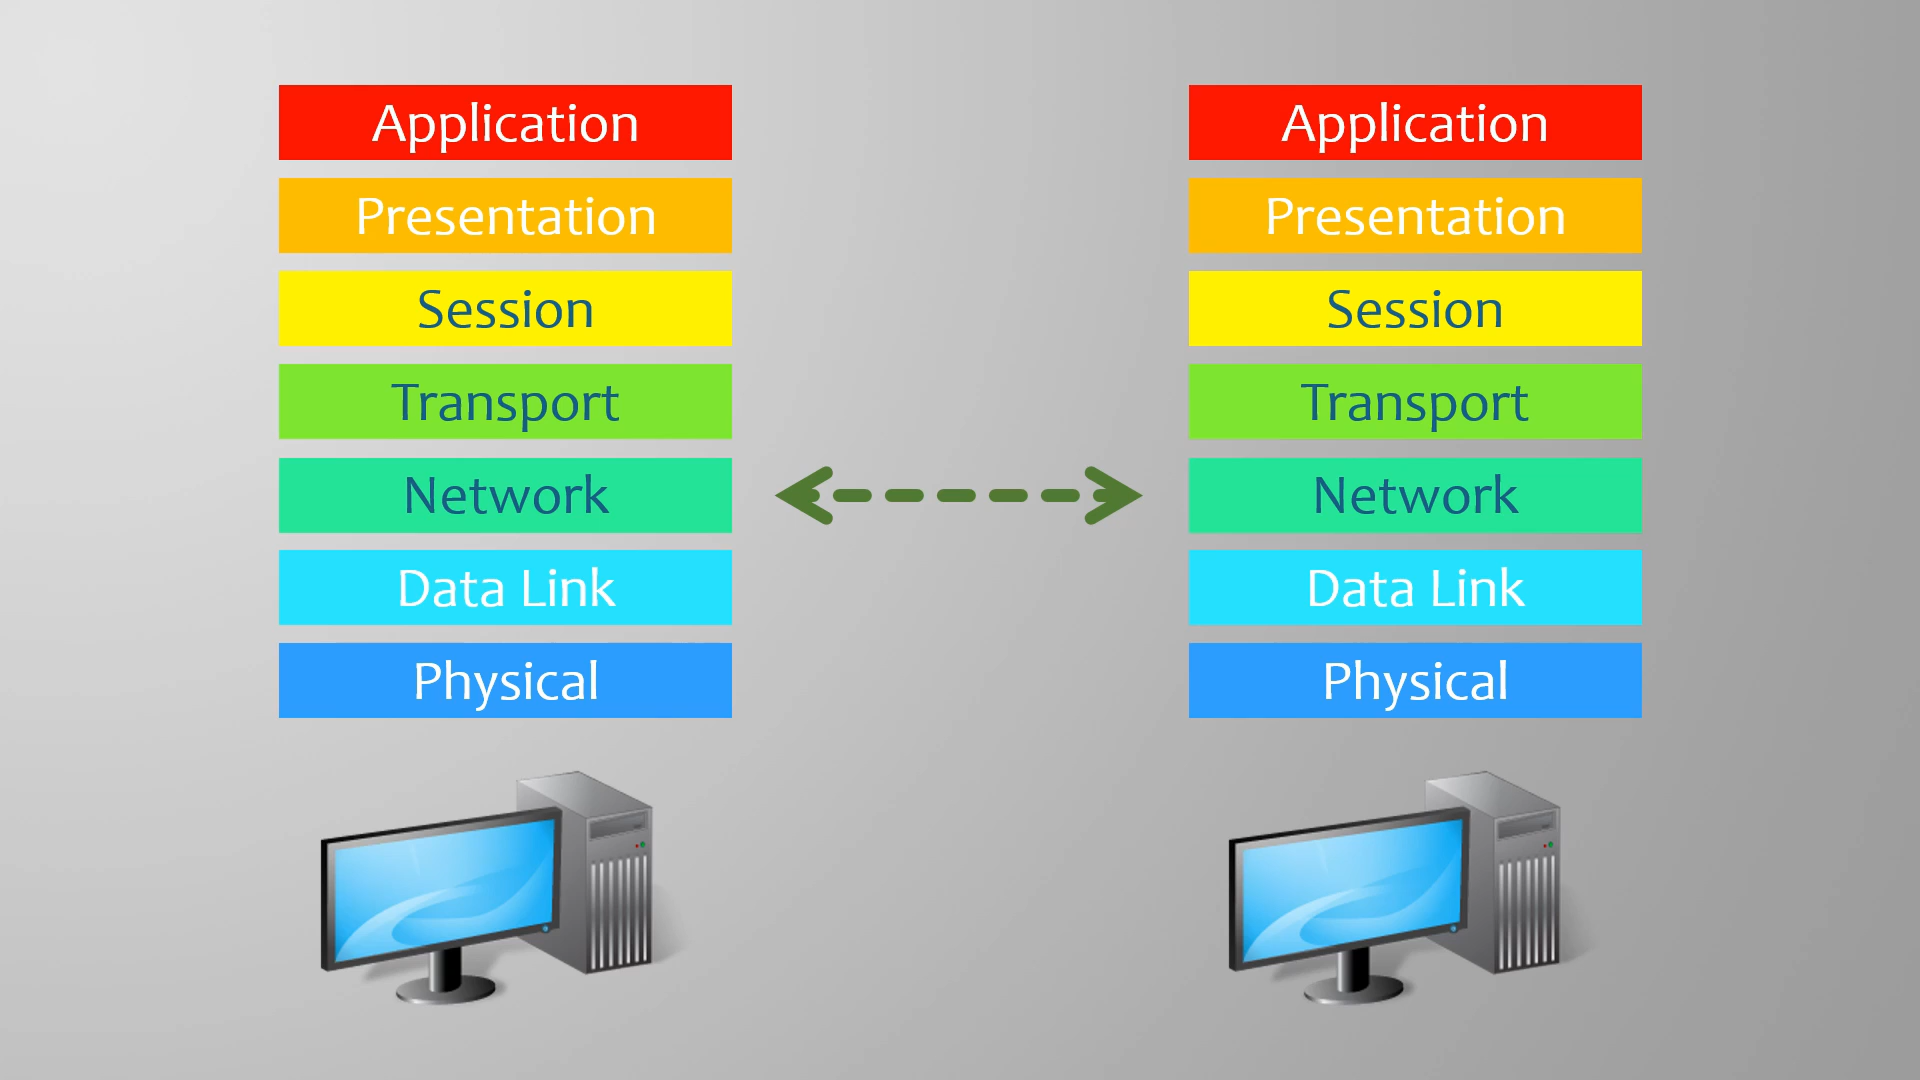 Application
Presentation
Session
Transport
Network
Data Link
Physical
Application
Presentation
Session
Transport
Network
Data Link
Physical